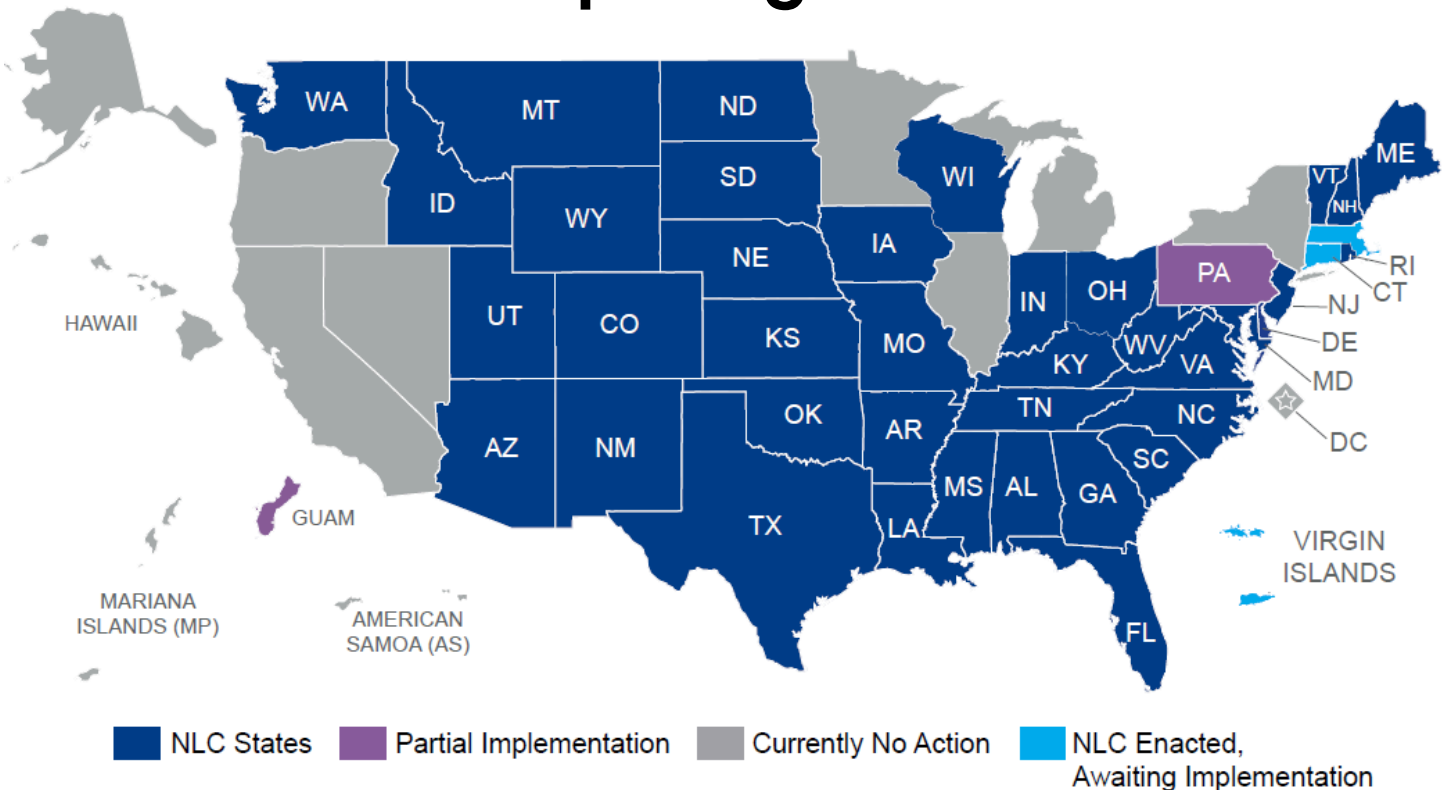 WA
MT
ND
ME
VT
SD
WI
ID
NH
WY
IA
NE
RI
PA
CT
IN
OH
NJ
UT
CO
KS
MO
WV
DE
HAWAII
KY
VA
MD
TN
OK
NC
AR
DC
AZ
NM
SC
MS
AL
GA
GUAM
TX
LA
VIRGIN
ISLANDS
MARIANA
ISLANDS (MP)
AMERICAN
SAMOA (AS)
FL
NLC States
Partial Implementation
Currently No Action
NLC Enacted,
Awaiting Implementation